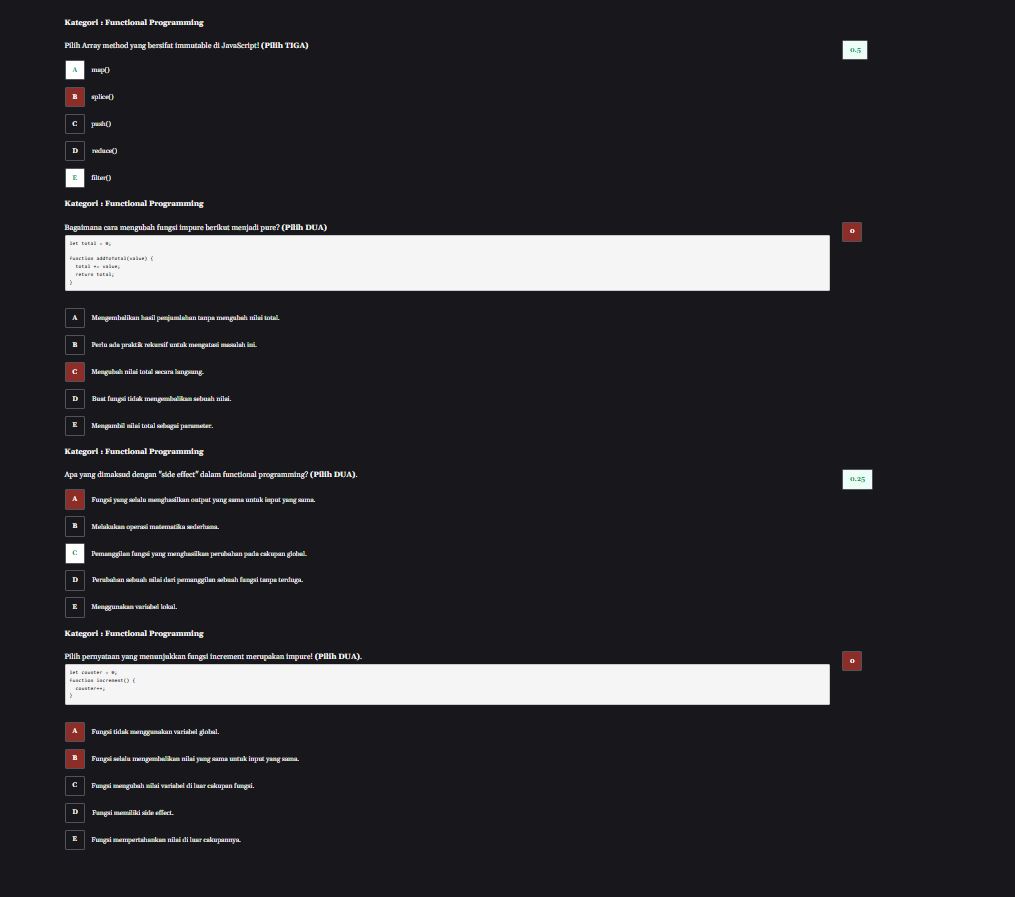 Kategori : Functional Programming
Pilih Array method yang bersifat immutable di JavaScript! (Pilih TIGA)
0.5
A map()
B splice()
C push()
D reduce()
E filter()
Kategori : Functional Programming
Bagaimana cara mengubah fungsi impure berikut menjadi pure? (Pilih DUA)
0
let total = 0;
function addToTotal(value) {
total += value;
return total;
}
A Mengembalikan hasil penjumlahan tanpa mengubah nilai total.
B Perlu ada praktik rekursif untuk mengatasi masalah ini.
C Mengubah nilai total secara langsung.
D Buat fungsi tidak mengembalikan sebuah nilai.
E Mengambil nilai total sebagai parameter.
Kategori : Functional Programming
Apa yang dimaksud dengan "side effect" dalam functional programming? (Pilih DUA).
0.25
A Fungsi yang selalu menghasilkan output yang sama untuk input yang sama.
B Melakukan operasi matematika sederhana.
C Pemanggilan fungsi yang menghasilkan perubahan pada cakupan global.
D Perubahan sebuah nilai dari pemanggilan sebuah fungsi tanpa terduga.
E Menggunakan variabel lokal.
Kategori : Functional Programming
Pilih pernyataan yang menunjukkan fungsi increment merupakan impure! (Pilih DUA).
0
let counter = 0;
function increment() {
counter++;
}
A Fungsi tidak menggunakan variabel global.
B Fungsi selalu mengembalikan nilai yang sama untuk input yang sama.
C Fungsi mengubah nilai variabel di luar cakupan fungsi.
D Fungsi memiliki side effect.
E Fungsi mempertahankan nilai di luar cakupannya.